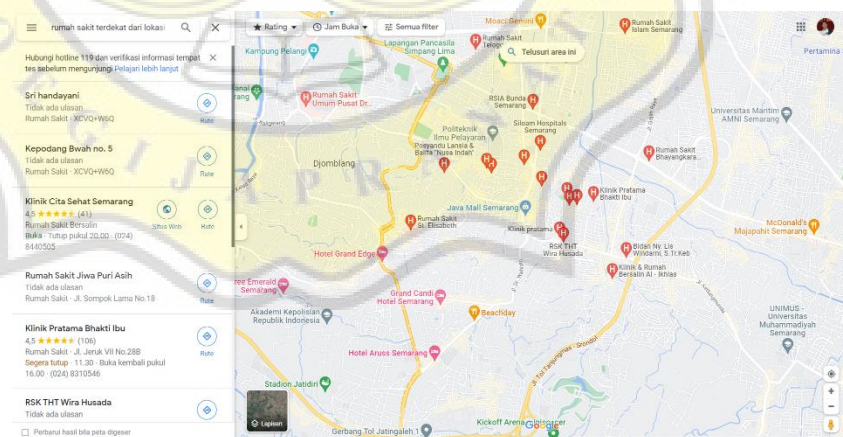 rumah sakit terdekat dari lokasi
Hubungi hotline 119 dan verifikasi informasi tempat
tes sebelum mengunjungi Pelajari lebih lanjut
Sri handayani
Tidak ada ulasan
Rumah Sakit · XCVQ+W6Q
Rute
Kepodang Bwah no. 5
Tidak ada ulasan
Rumah Sakit · XCVQ+W6Q
Rute
Klinik Cita Sehat Semarang
4,5 (41)
Rumah Sakit Bersalin
Buka · Tutup pukul 20.00 · (024)
8440505
Situs Web
Rute
Rumah Sakit Jiwa Puri Asih
Tidak ada ulasan
Rumah Sakit · Jl. Sompok Lama No.18
Rute
Klinik Pratama Bhakti Ibu
4,5 (106)
Rumah Sakit · Jl. Jeruk VII No.28B
Segera tutup · 11.30 · Buka kembali pukul
16.00 · (024) 8310546
Rute
RSK THT Wira Husada
Tidak ada ulasan
Perbarui hasil bila peta digeser
Rating
Jam Buka
Semua filter
Telusuri area ini
Moaci Gemini
Rumah Sakit
Islam Semarang
Kampung Pelangi
Lapangan Pancasila
Simpang Lima
Rumah Sakit
Pertamina
Rumah Sakit
Umum Pusat Dr...
RSIA Bunda
Semarang
Universitas Maritim
AMNI Semarang
Politeknik
Ilmu Pelayaran
Siloam Hospitals
Semarang
Posyandu Lansia &
Balita "Nusa Indah"
Rumah Sakit
Bhayangkara...
Djomblang
Klinik Pratama
Bhakti Ibu
Java Mall Semarang
Rumah Sakit
St. Elisabeth
Klinik pratama
McDonald's
Majapahit Semarang
RSK THT
Wira Husada
Bidan Ny. Lis
Windarni, S.Tr.Keb
Hotel Grand Edge
Klinik & Rumah
Bersalin Al - Ikhlas
Semarang
Grand Candi
Hotel Semarang
Akademi Kepolisian
Republik Indonesia
Beachday
UNIMUS -
Universitas
Muhammadiyah
Semarang
Hotel Aruss Semarang
Stadion Jatidiri
Lapisan
Gerbang Tol Jatingaleh 1
Kickoff Arena
Google